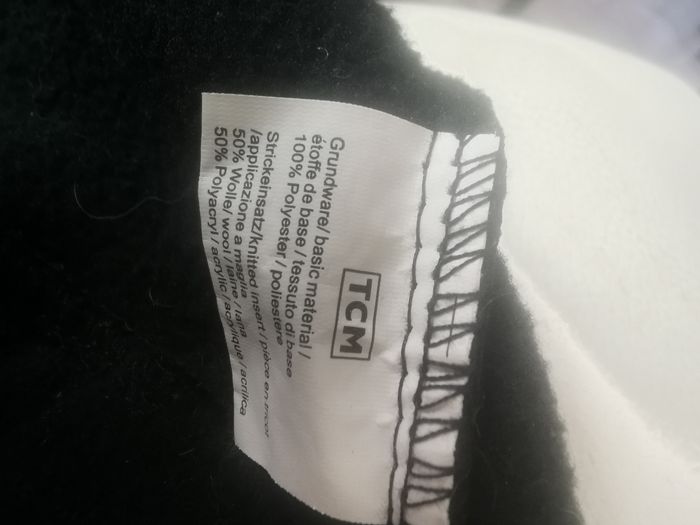 TCM
Grundware/ basic material /
étoffe de base / tessuto di base
100% Polyester / poliestere
Strickeinsatz/knitted insert / pièce en tricot
/applicazione a maglia
50% Wolle/ wool / laine / lana
50% Polyacryl / acrylic / acrylique / acrilica